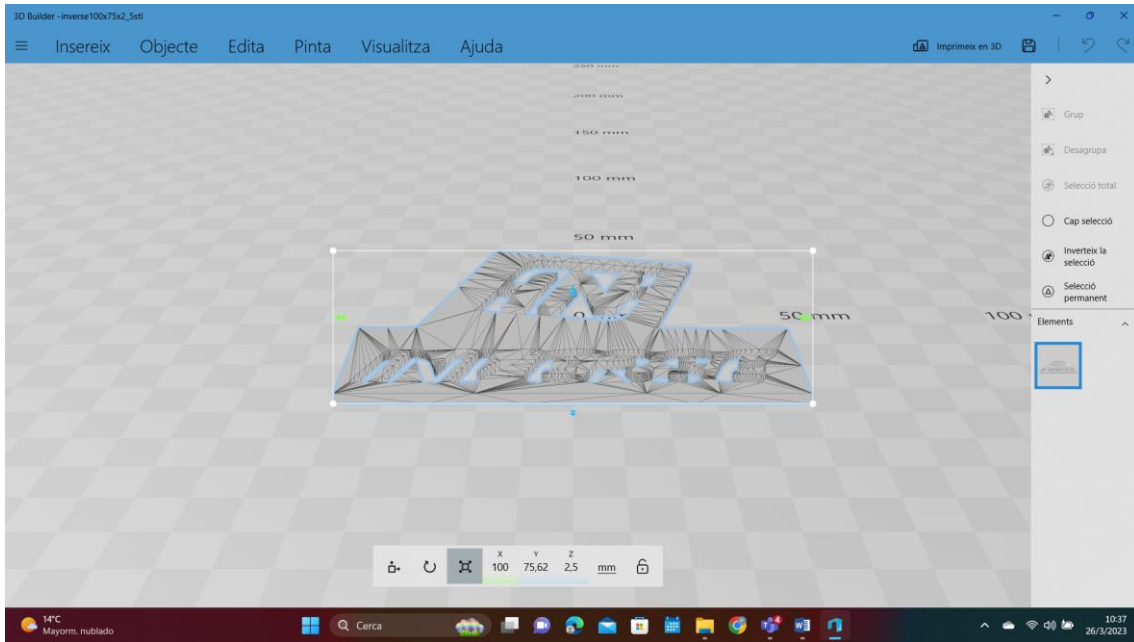 3D Builder -inverse100x75x2_5stl
Insereix Objecte Edita Pinta Visualitza Ajuda
Imprimeix en 3D
250 mm
200 mm
150 mm
100 mm
50 mm
50 mm
100
Grup
Desagrupa
Selecció total
Cap selecció
Inverteix la
selecció
Selecció
permanent
Elements
X Y Z
100 75,62 2,5 mm
14°C
Mayorm. nublado
Cerca
10:37
26/3/2023